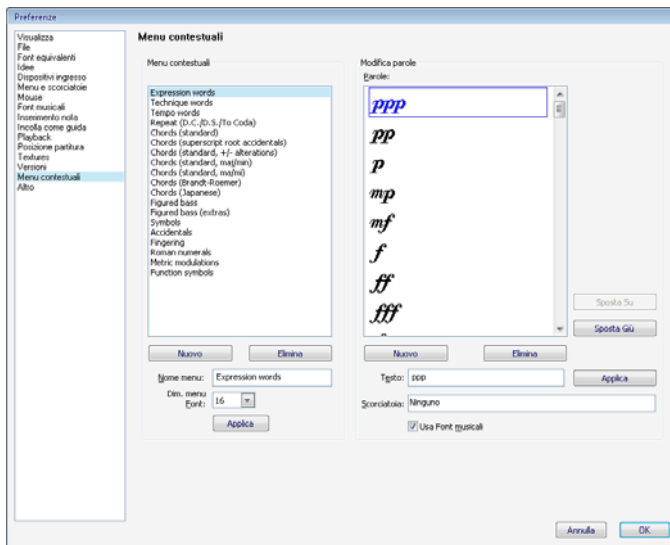 Preferenze
Visualizza
File
Font equivalenti
Idee
Dispositivi ingresso
Menu e scorciatoie
Mouse
Font musicali
Inserimento nota
Incolla come guida
Playback
Posizione partitura
Textures
Versioni
Menu contestuali
Altro
Menu contestuali
Menu contestuali
Expression words
Technique words
Tempo words
Repeat (D.C./D.S./To Coda)
Chords (standard)
Chords (superscript root accidentals)
Chords (standard, +/- alterations)
Chords (standard, maj/min)
Chords (standard, ma/mi)
Chords (Brandt-Roemer)
Chords (Japanese)
Figured bass
Figured bass (extras)
Symbols
Accidentals
Fingering
Roman numerals
Metric modulations
Function symbols
Nuovo Elimina
Nome menu: Expression words
Dim. menu
Font: 16
Applica
Modifica parole
Parole:
ppp
pp
p
mp
mf
f
ff
fff
Sposta Su
Sposta Giù
Nuovo Elimina
Testo: ppp Applica
Scorciatoia: Ninguno
Usa Font musicali
Annulla OK